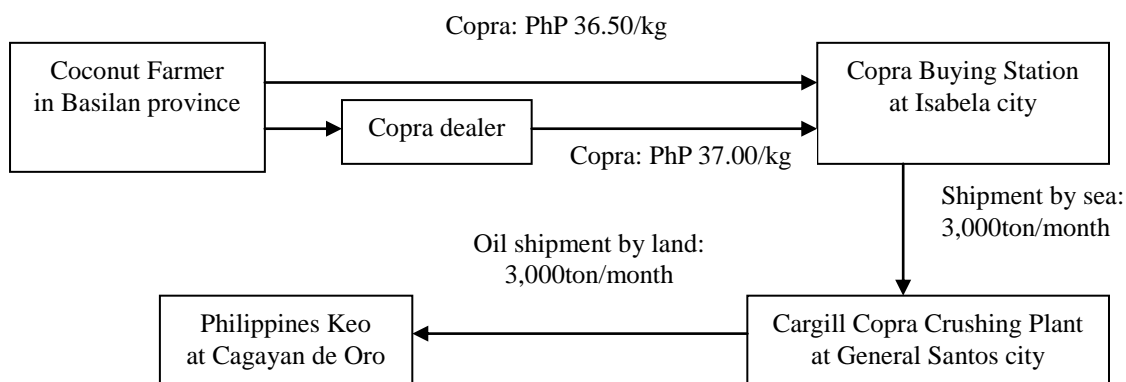 Copra: PhP 36.50/kg
Coconut Farmer
in Basilan province
Copra dealer
Copra: PhP 37.00/kg
Copra Buying Station
at Isabela city
Shipment by sea:
3,000ton/month
Oil shipment by land:
3,000ton/month
Philippines Keo
at Cagayan de Oro
Cargill Copra Crushing Plant
at General Santos city